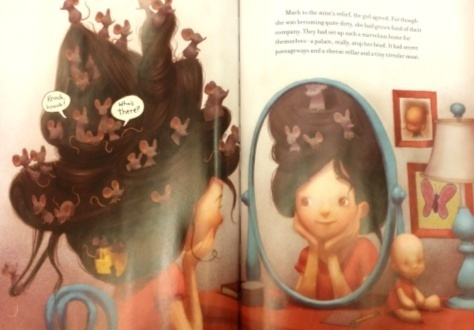 Much to the mice's relief, the girl agreed. For though
she was becoming quite dirty, she had grown fond of their
company. They had set up such a marvelous home for
themselves—a palace, really, atop her head. It had secret
passageways and a cheese cellar and a tiny circular moat.
Knock,
knock!
Who's
there?